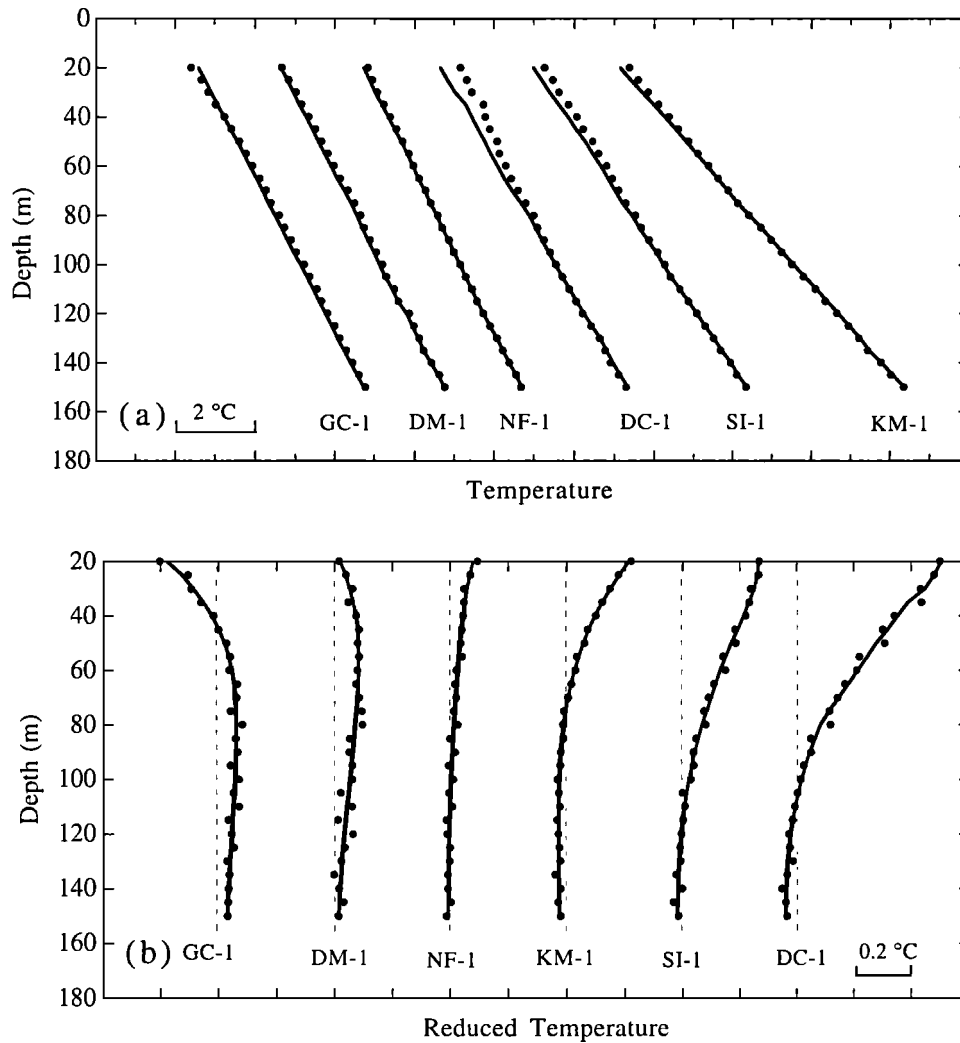 0
20
40
60
80
100
120
140
160
180
Depth (m)
(a)
2 °C
GC-1
DM-1
NF-1
DC-1
SI-1
KM-1
Temperature
20
40
60
80
100
120
140
160
180
Depth (m)
(b)
GC-1
DM-1
NF-1
KM-1
SI-1
DC-1
0.2 °C
Reduced Temperature